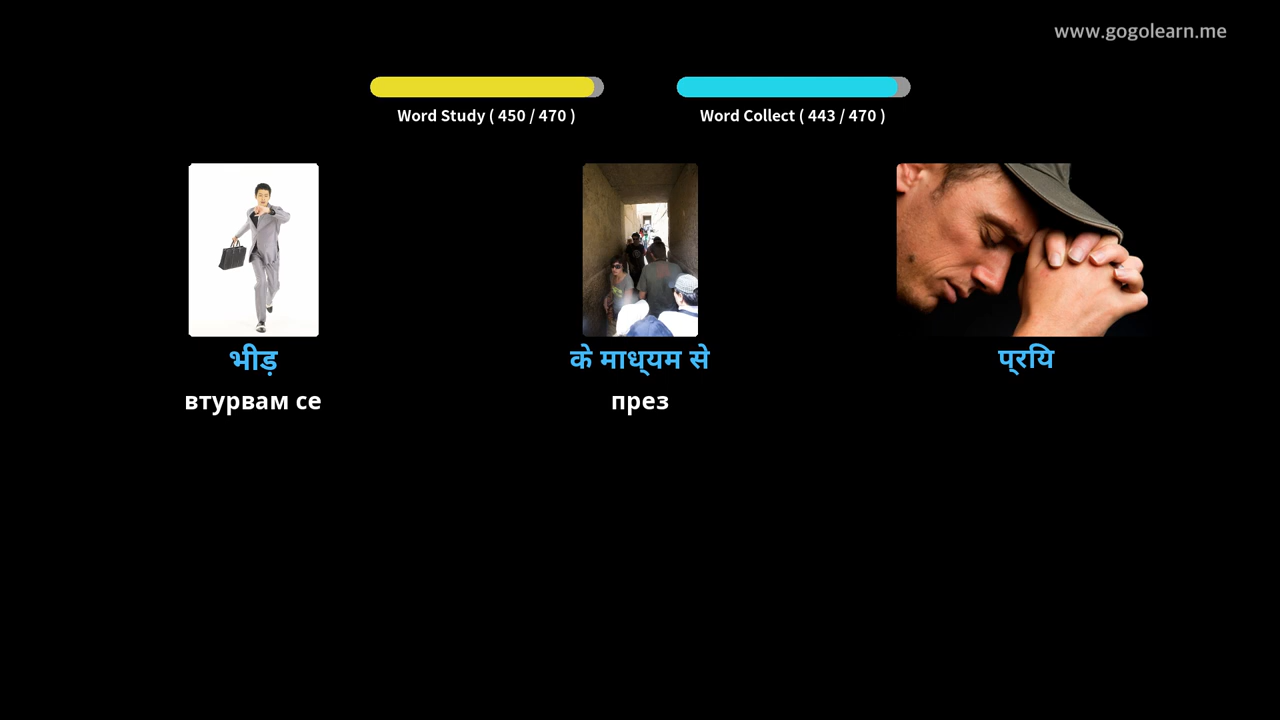 www.gogolearn.me
Word Study ( 450 / 470 )
Word Collect ( 443 / 470 )
भीड़
के माध्यम से
प्रयि
втурвам се
през